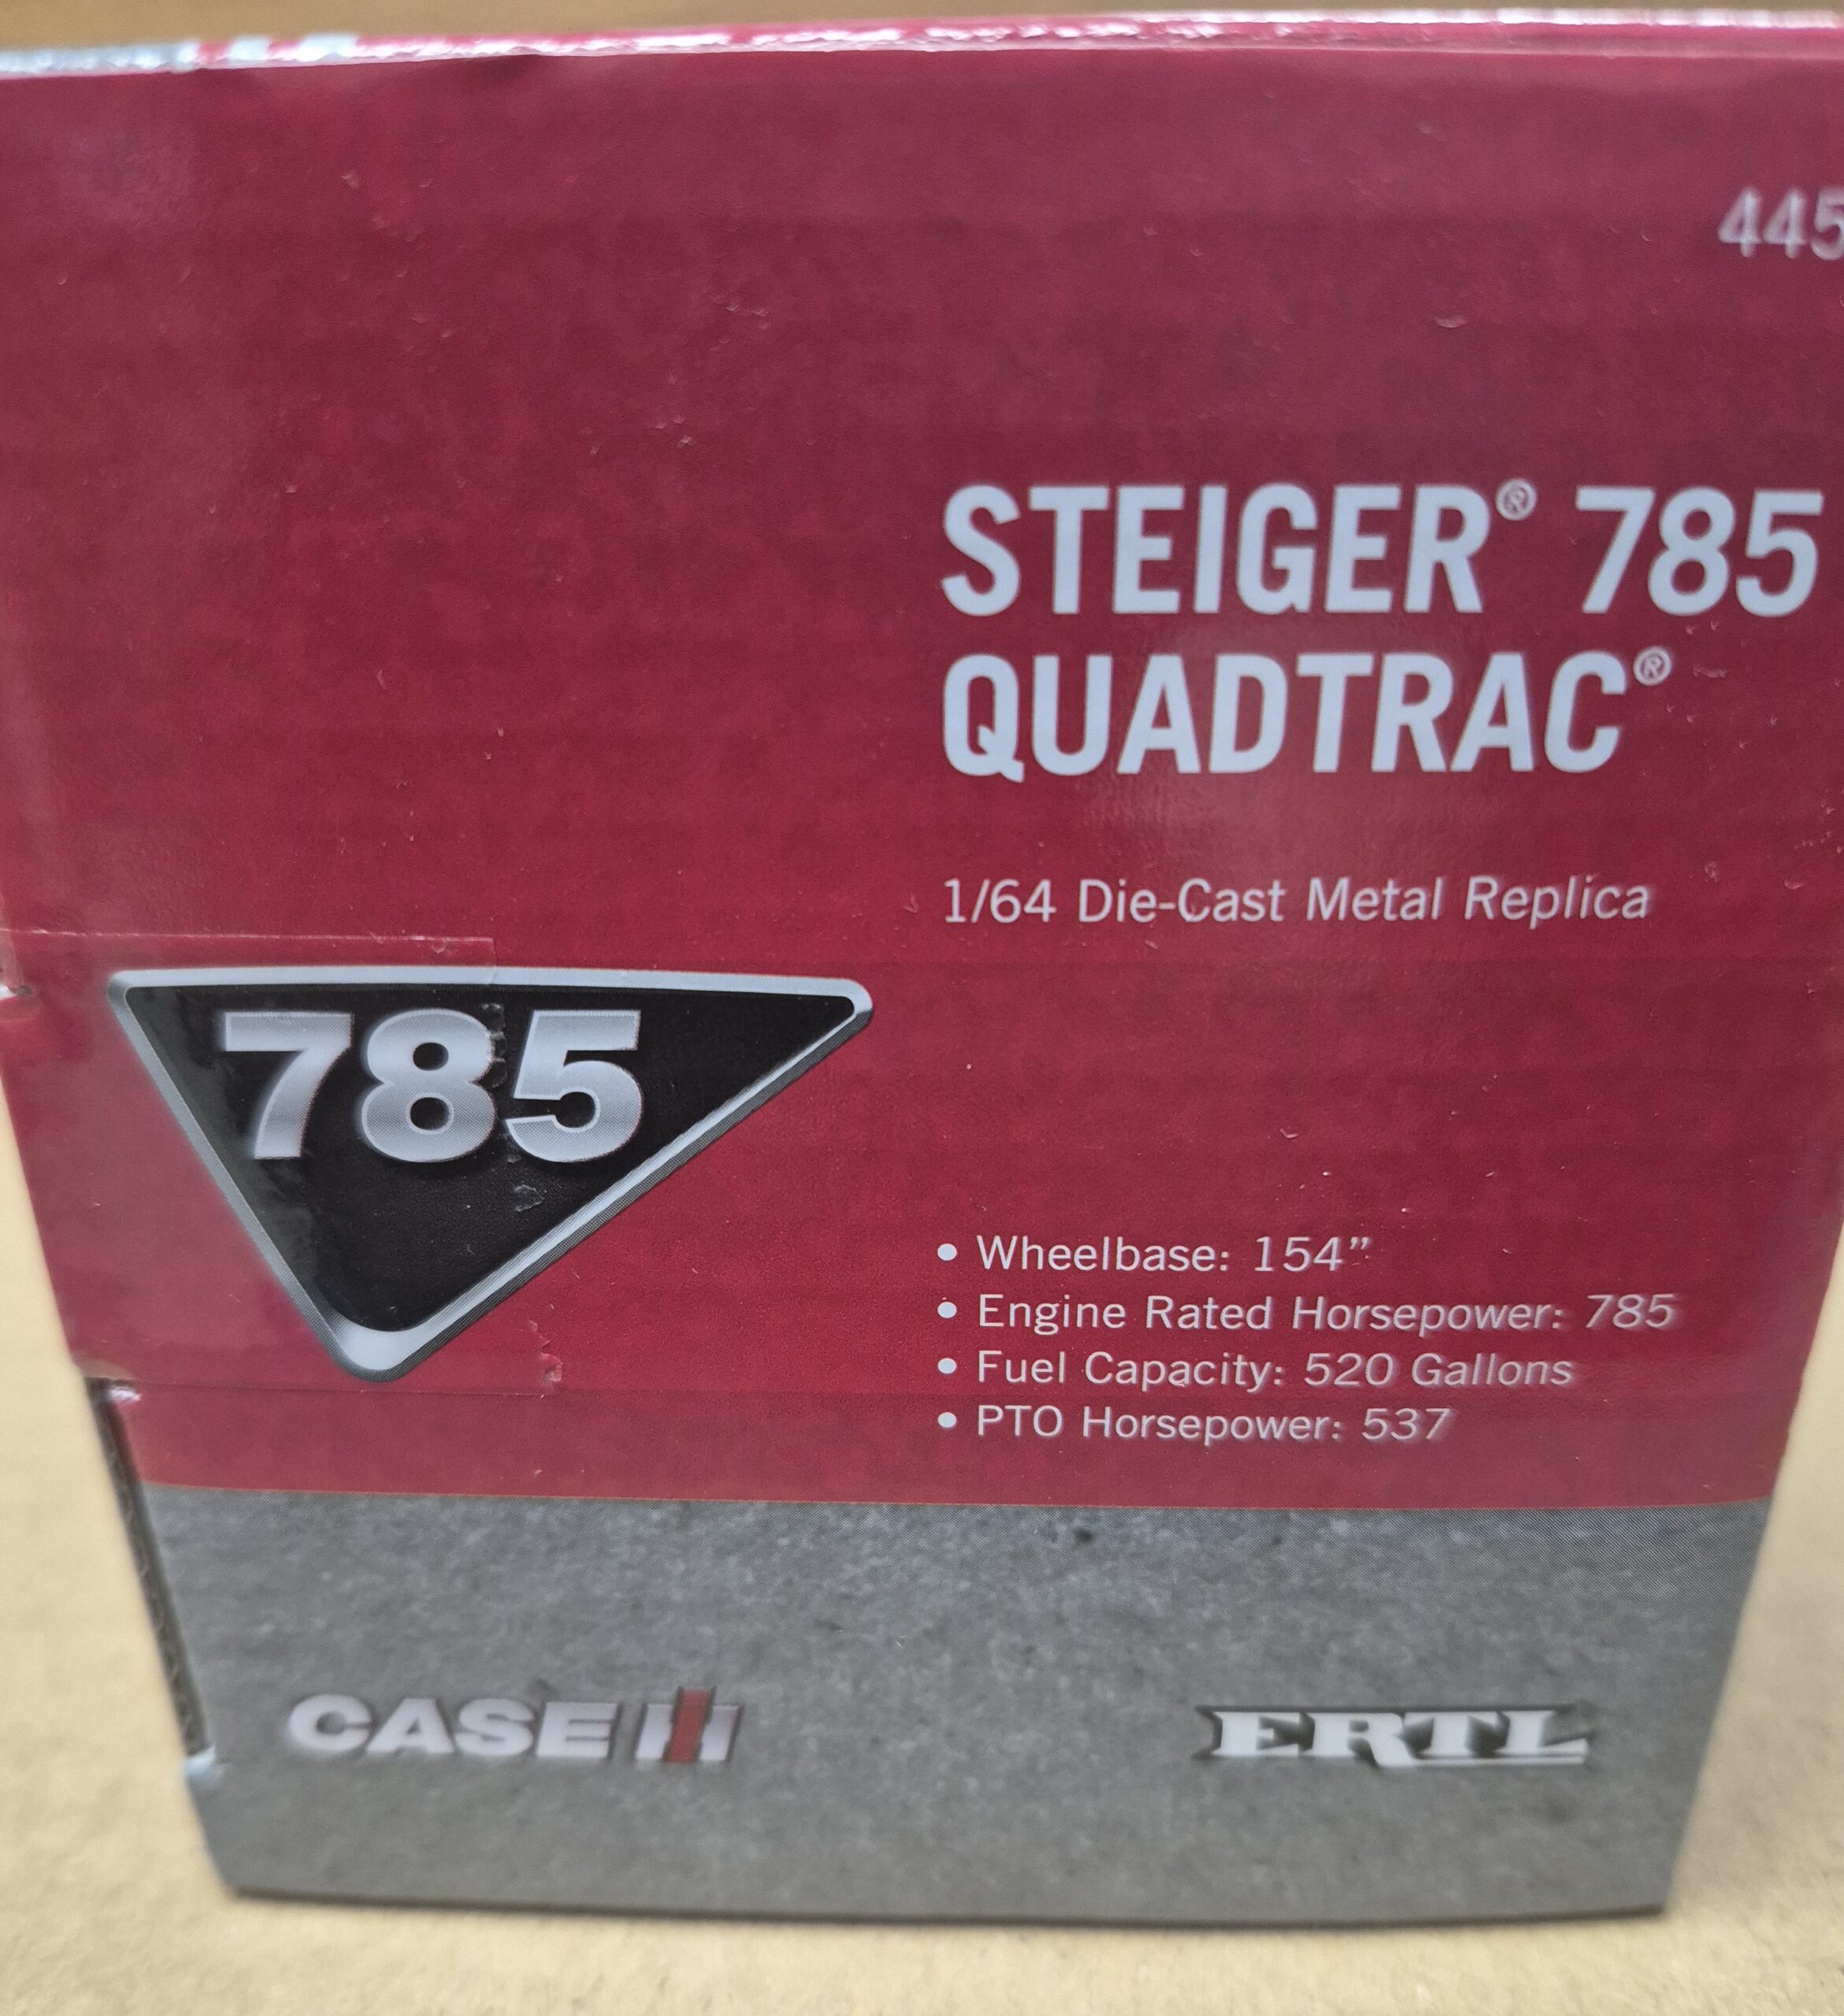 445
STEIGER® 785
QUADTRAC®
1/64 Die-Cast Metal Replica
785
• Wheelbase: 154”
• Engine Rated Horsepower: 785
• Fuel Capacity: 520 Gallons
• PTO Horsepower: 537
CASE IH
ERTL